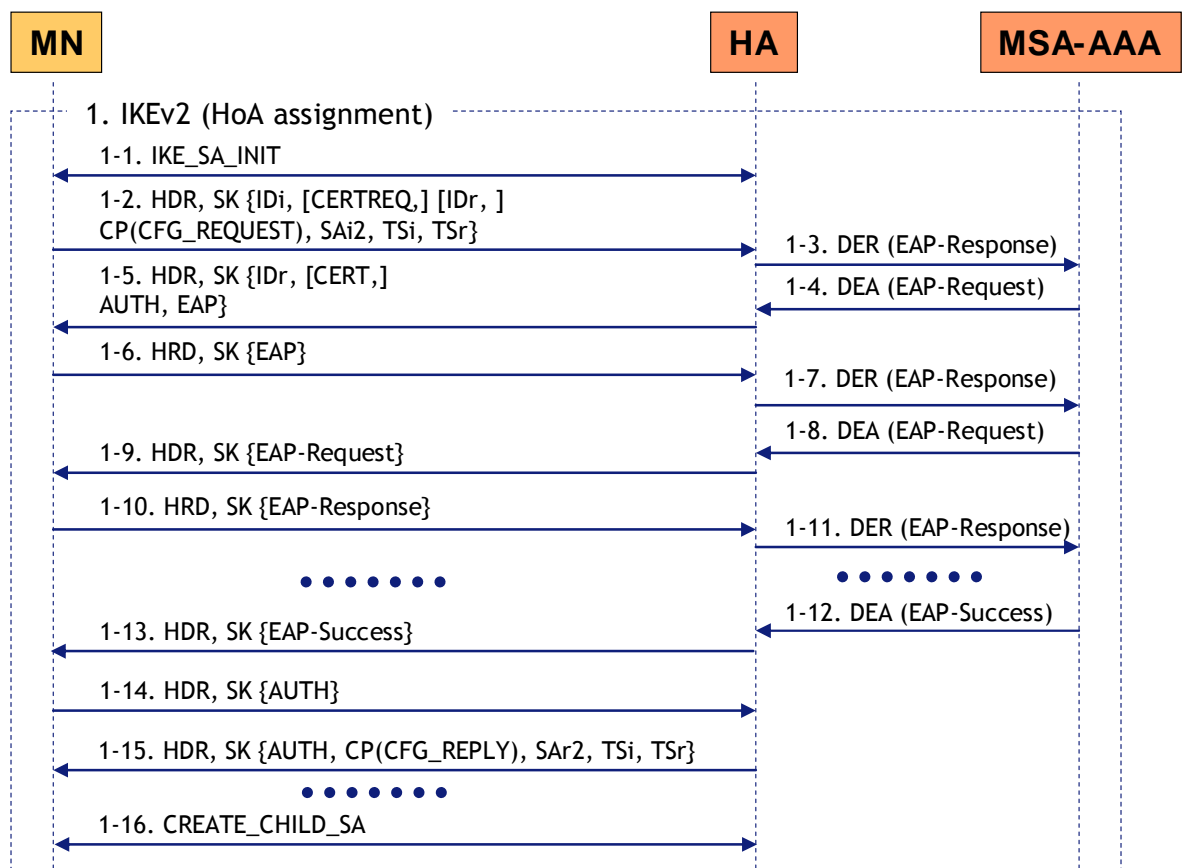 MN
HA
MSA-AAA
1. IKEv2 (HoA assignment)
1-1. IKE_SA_INIT
1-2. HDR, SK {IDi, [CERTREQ,] [IDr, ]
CP(CFG_REQUEST), SAi2, TSi, TSr}
1-3. DER (EAP-Response)
1-4. DEA (EAP-Request)
1-5. HDR, SK {IDr, [CERT,]
AUTH, EAP}
1-6. HRD, SK {EAP}
1-7. DER (EAP-Response)
1-8. DEA (EAP-Request)
1-9. HDR, SK {EAP-Request}
1-10. HRD, SK {EAP-Response}
1-11. DER (EAP-Response)
1-12. DEA (EAP-Success)
1-13. HDR, SK {EAP-Success}
1-14. HDR, SK {AUTH}
1-15. HDR, SK {AUTH, CP(CFG_REPLY), SAr2, TSi, TSr}
1-16. CREATE_CHILD_SA